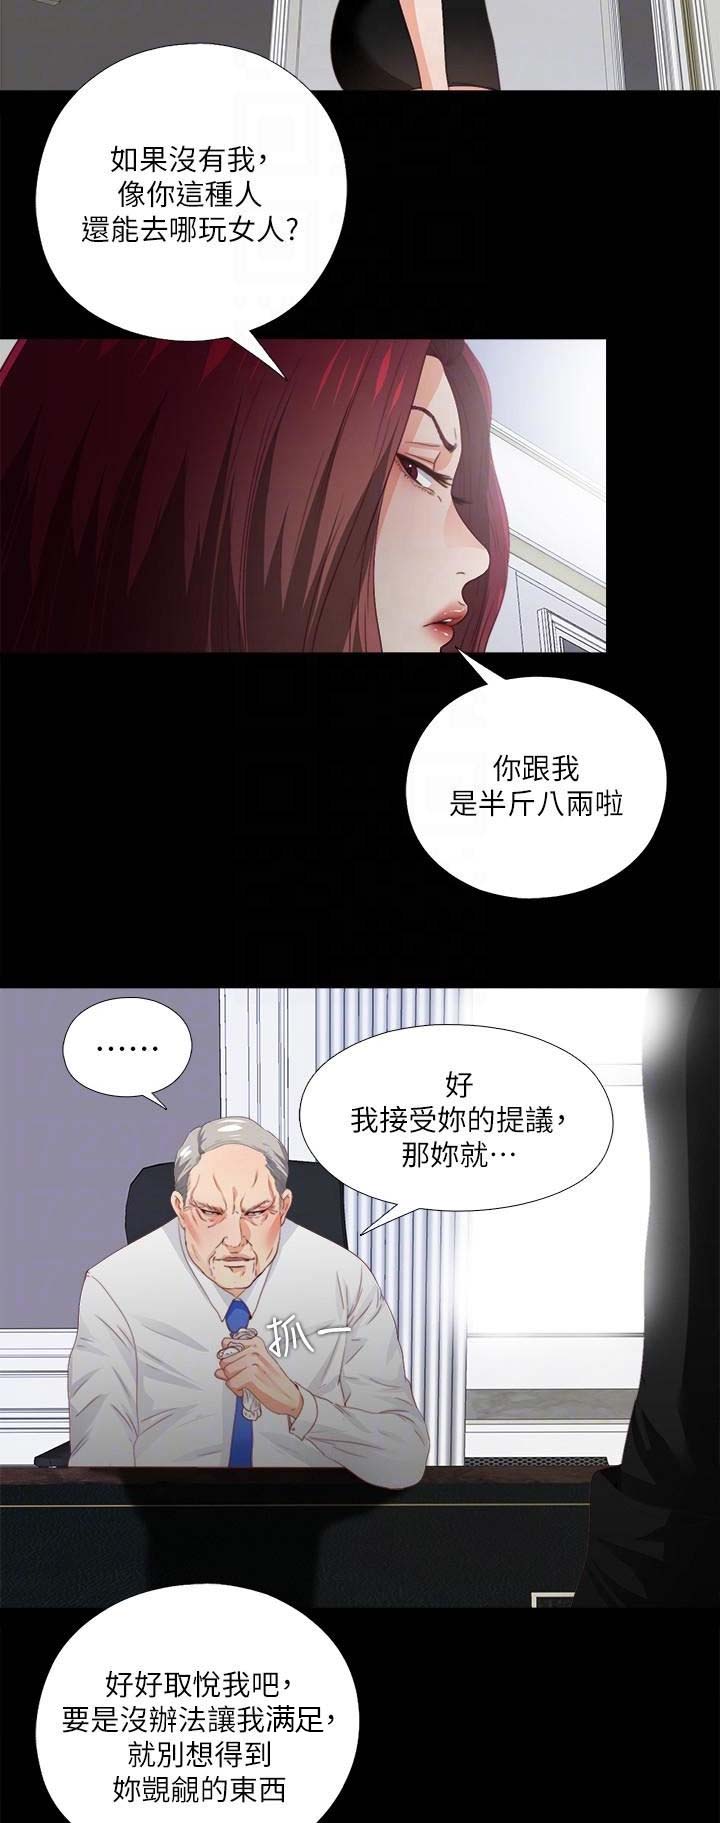 如果沒有我，
像你這種人
還能去哪玩女人？
你跟我
是半斤八兩啦
……
好
我接受妳的提議，
那妳就…
抓一
好好取悅我吧，
要是沒辦法讓我滿足，
就別想得到
妳覬覦的東西